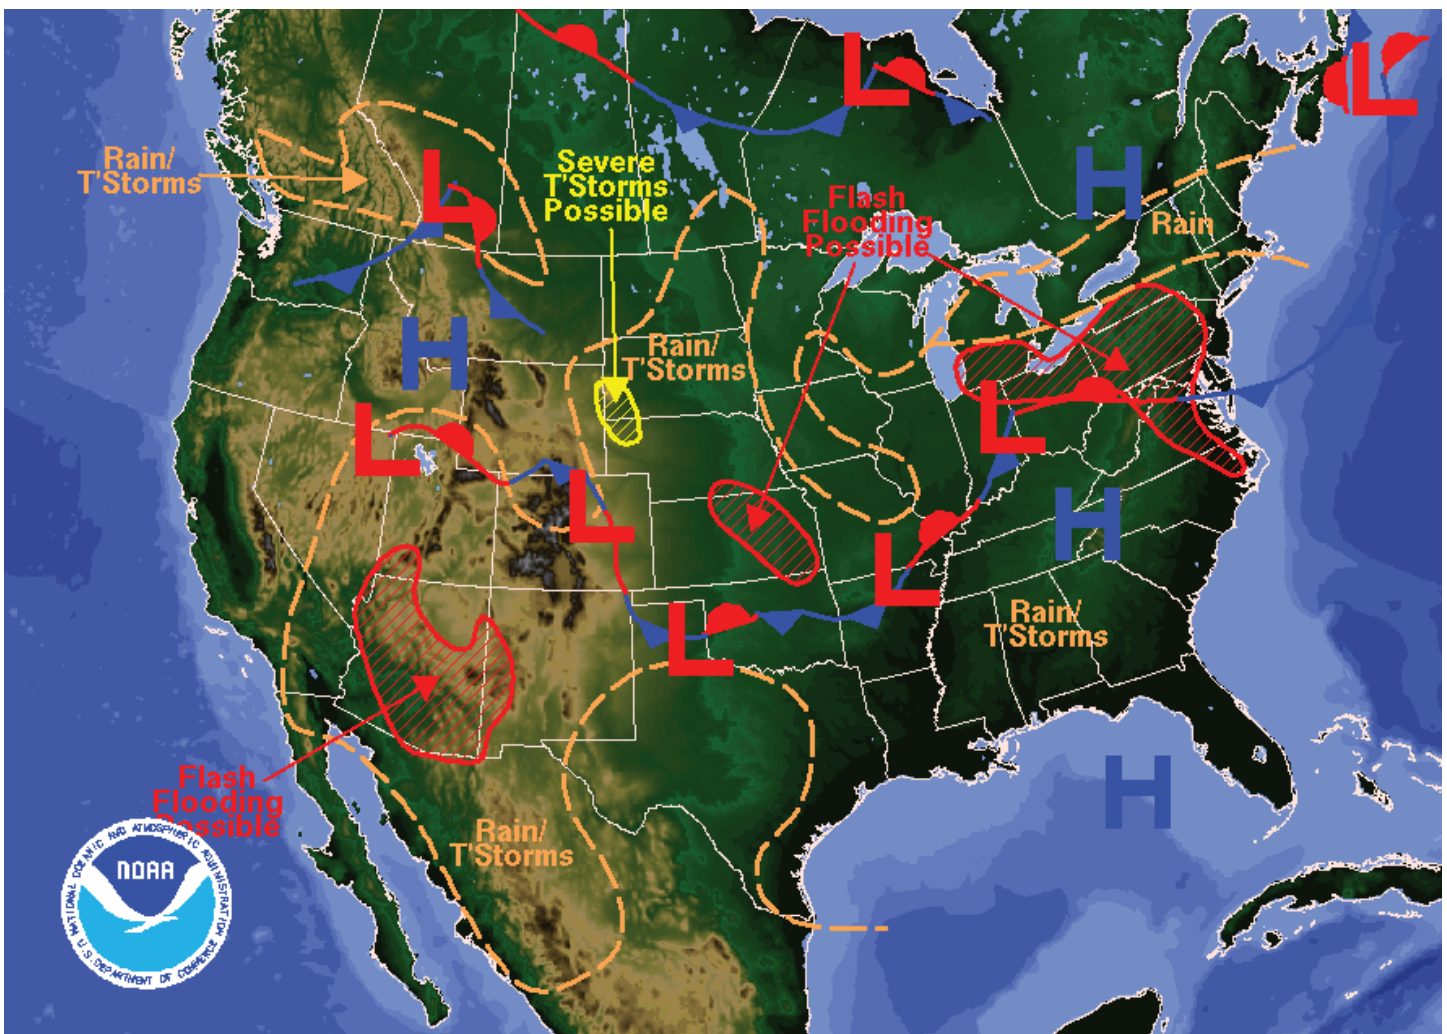 L
L
Rain/
T'Storms
L
Severe
T'Storms
Possible
H
Flash
Flooding
Possible
Rain
H
Rain/
T'Storms
L
L
L
H
L
L
Rain/
T'Storms
Flash
Flooding
Possible
H
Rain/
T'Storms
NATIONAL OCEANIC AND ATMOSPHERIC ADMINISTRATION
NOAA
U.S. DEPARTMENT OF COMMERCE